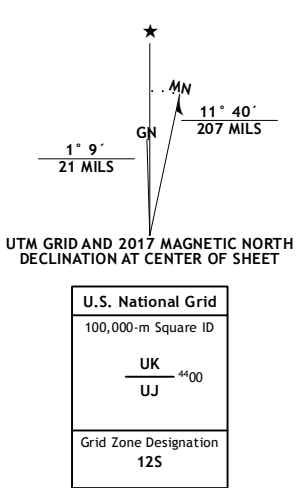 ★
MN
GN
11° 40´
207 MILS
1° 9´
21 MILS
UTM GRID AND 2017 MAGNETIC NORTH
DECLINATION AT CENTER OF SHEET
U.S. National Grid
100,000-m Square ID
UK
4400
UJ
Grid Zone Designation
12S